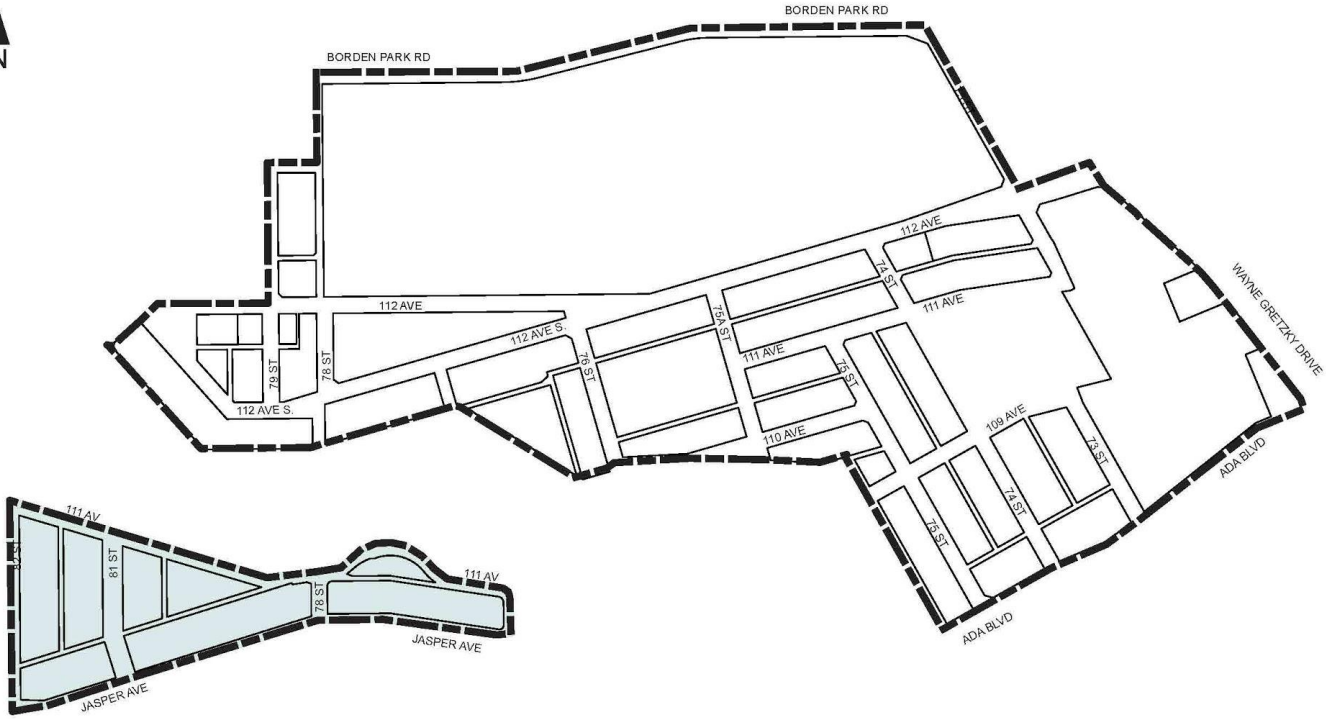 BORDEN PARK RD
BORDEN PARK RD
N
112 AVE
74 ST
WAYNE GRETZKY DRIVE
111 AVE
112 AVE
75A ST
112 AVE S.
78 ST
79 ST
76 ST
111 AVE
75 ST
112 AVE S.
109 AVE
110 AVE
73 ST
ADA BLVD
74 ST
75 ST
111 AV
82 ST
81 ST
111 AV
78 ST
ADA BLVD
JASPER AVE
JASPER AVE